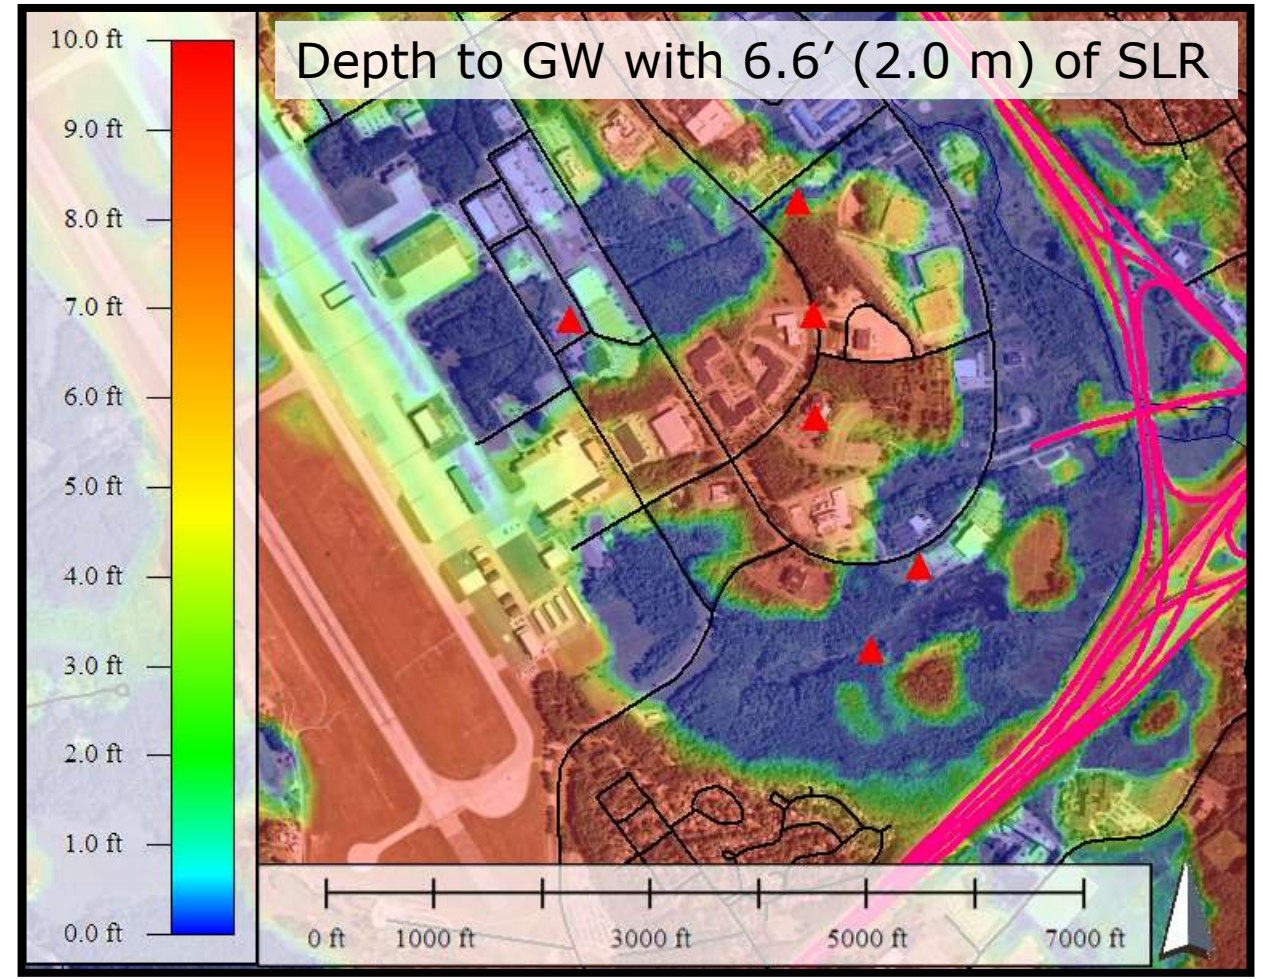 Depth to GW with 6.6’ (2.0 m) of SLR
10.0 ft
9.0 ft
8.0 ft
7.0 ft
6.0 ft
5.0 ft
4.0 ft
3.0 ft
2.0 ft
1.0 ft
0.0 ft
0 ft 1000 ft 3000 ft 5000 ft 7000 ft